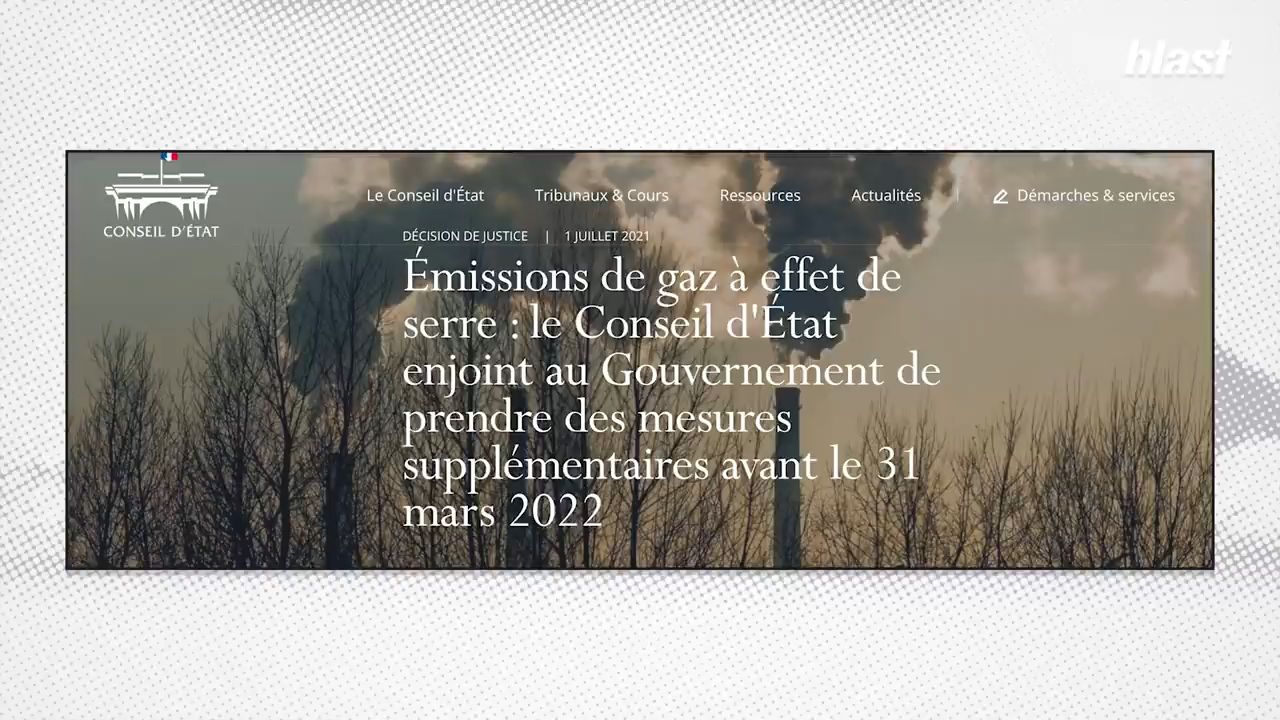 blast
Le Conseil d'État
Tribunaux & Cours
Ressources
Actualités
Démarches & services
CONSEIL D'ÉTAT
DÉCISION DE JUSTICE | 1 JUILLET 2021
Émissions de gaz à effet de
serre : le Conseil d'État
enjoint au Gouvernement de
prendre des mesures
supplémentaires avant le 31
mars 2022